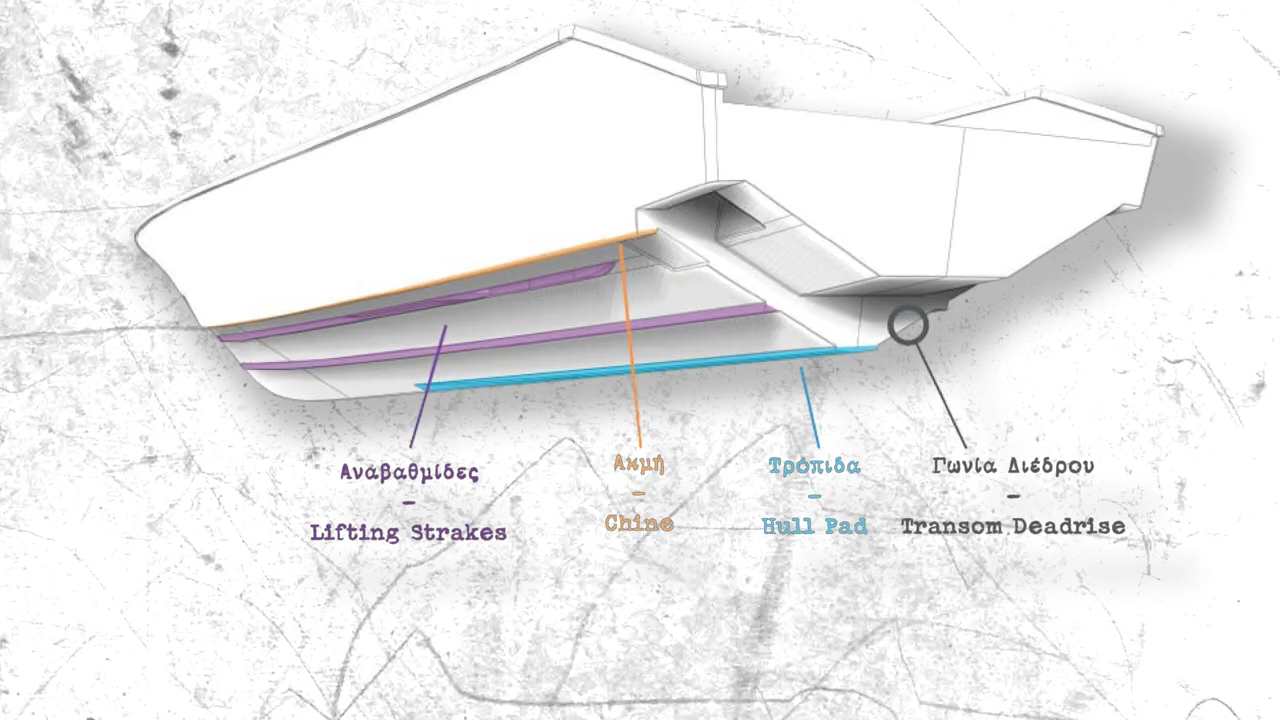 Αναβαθμίδες
–
Lifting Strakes
Ακμή
–
Chine
Τρόπιδα
–
Hull Pad
Γωνία Διέδρου
–
Transom Deadrise